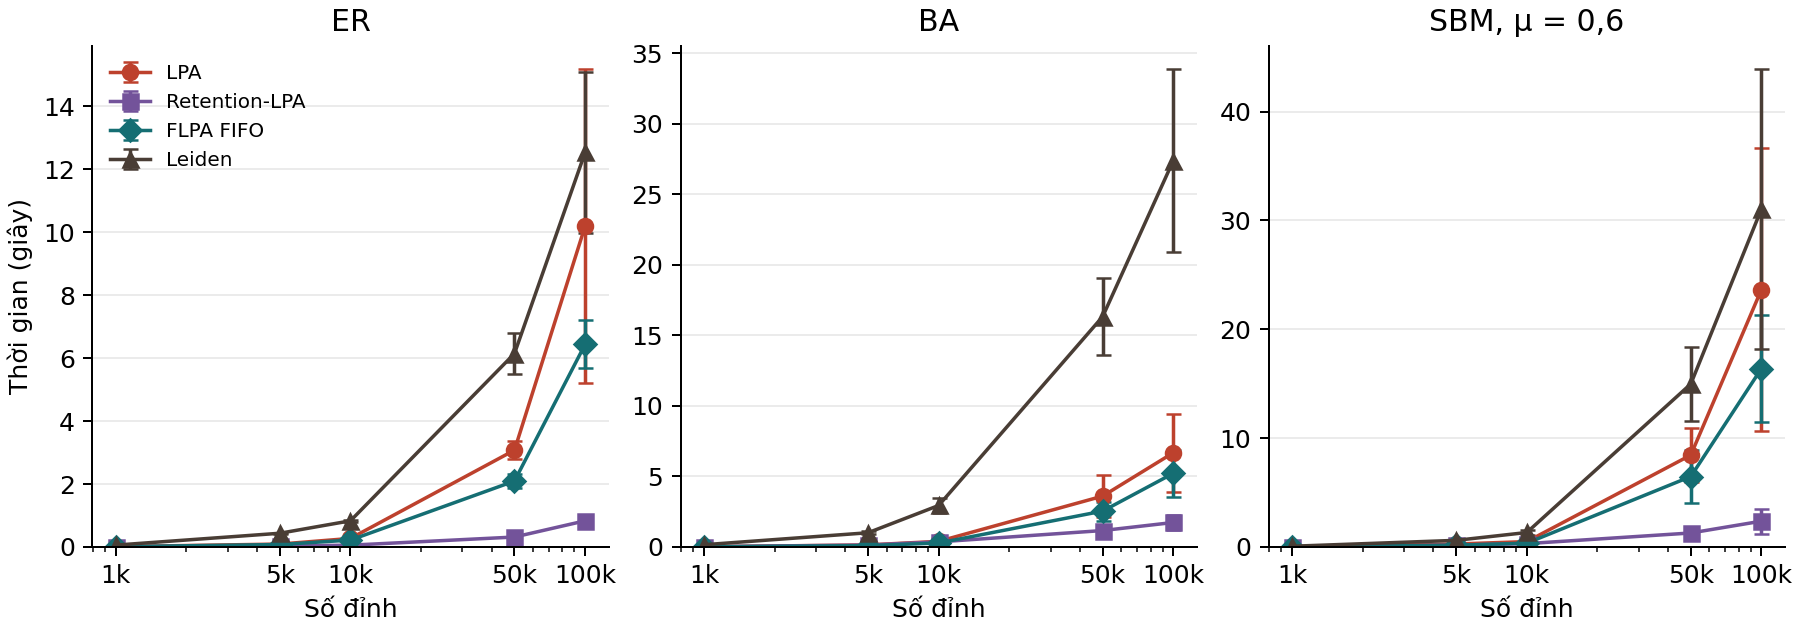 ER
BA
SBM, μ = 0,6
LPA
Retention-LPA
FLPA FIFO
Leiden
Thời gian (giây)
14
12
10
8
6
4
2
0
1k 5k 10k 50k 100k
Số đỉnh
35
30
25
20
15
10
5
0
1k 5k 10k 50k 100k
Số đỉnh
40
30
20
10
0
1k 5k 10k 50k 100k
Số đỉnh